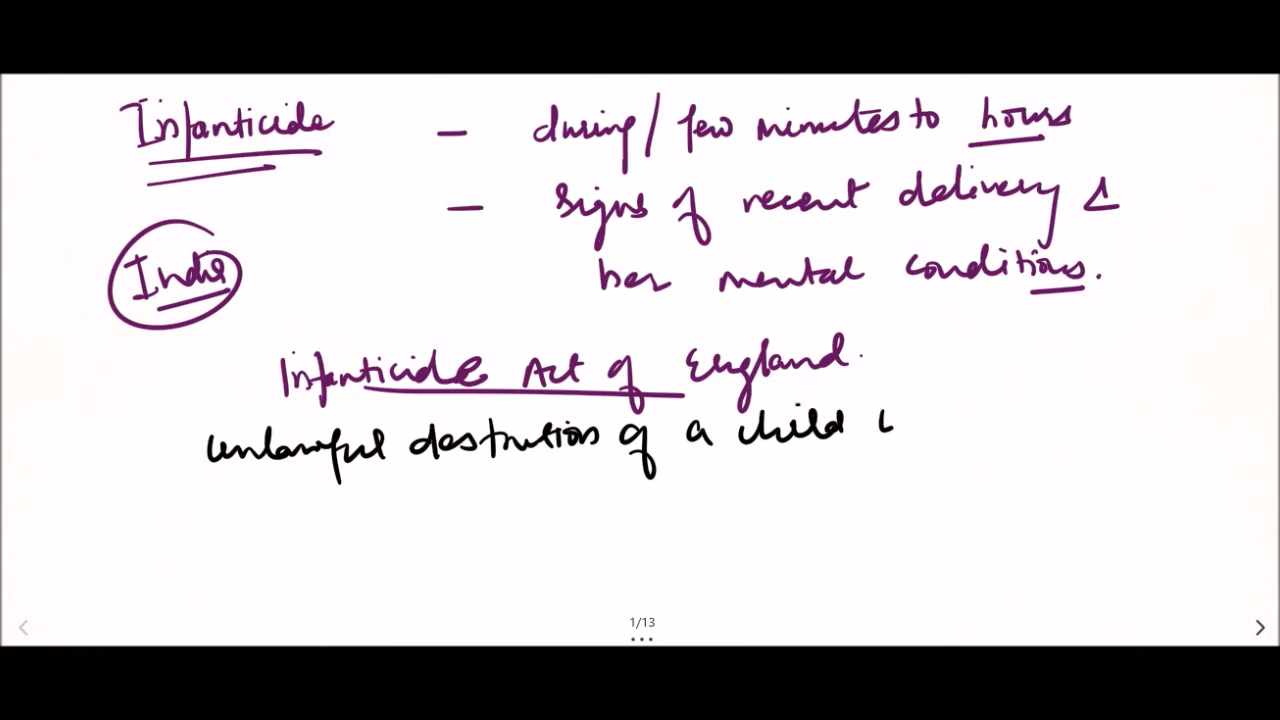 Infanticide - during / few minutes to hours
- Signs of recent delivery &
her mental conditions.
India
Infanticide Act of England.
unlawful destruction of a child
1/13